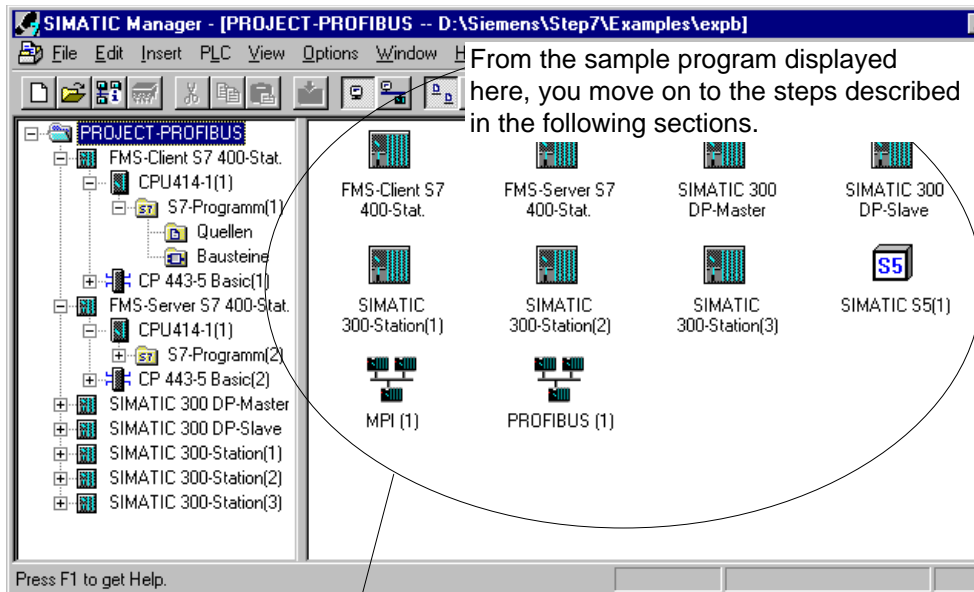 SIMATIC Manager - [PROJECT-PROFIBUS -- D:\Siemens\Step7\Examples\expb]
File Edit Insert PLC View Options Window
From the sample program displayed
here, you move on to the steps described
in the following sections.
PROJECT-PROFIBUS
FMS-Client S7 400-Stat.
CPU414-1(1)
S7-Programm(1)
Quellen
Bausteine
CP 443-5 Basic(1)
FMS-Server S7 400-Stat.
CPU414-1(1)
S7-Programm(2)
CP 443-5 Basic(2)
SIMATIC 300 DP-Master
SIMATIC 300 DP-Slave
SIMATIC 300-Station(1)
SIMATIC 300-Station(2)
SIMATIC 300-Station(3)
FMS-Client S7
400-Stat.
FMS-Server S7
400-Stat.
SIMATIC 300
DP-Master
SIMATIC 300
DP-Slave
SIMATIC
300-Station(1)
SIMATIC
300-Station(2)
SIMATIC
300-Station(3)
S5
SIMATIC S5(1)
MPI (1)
PROFIBUS (1)
Press F1 to get Help.